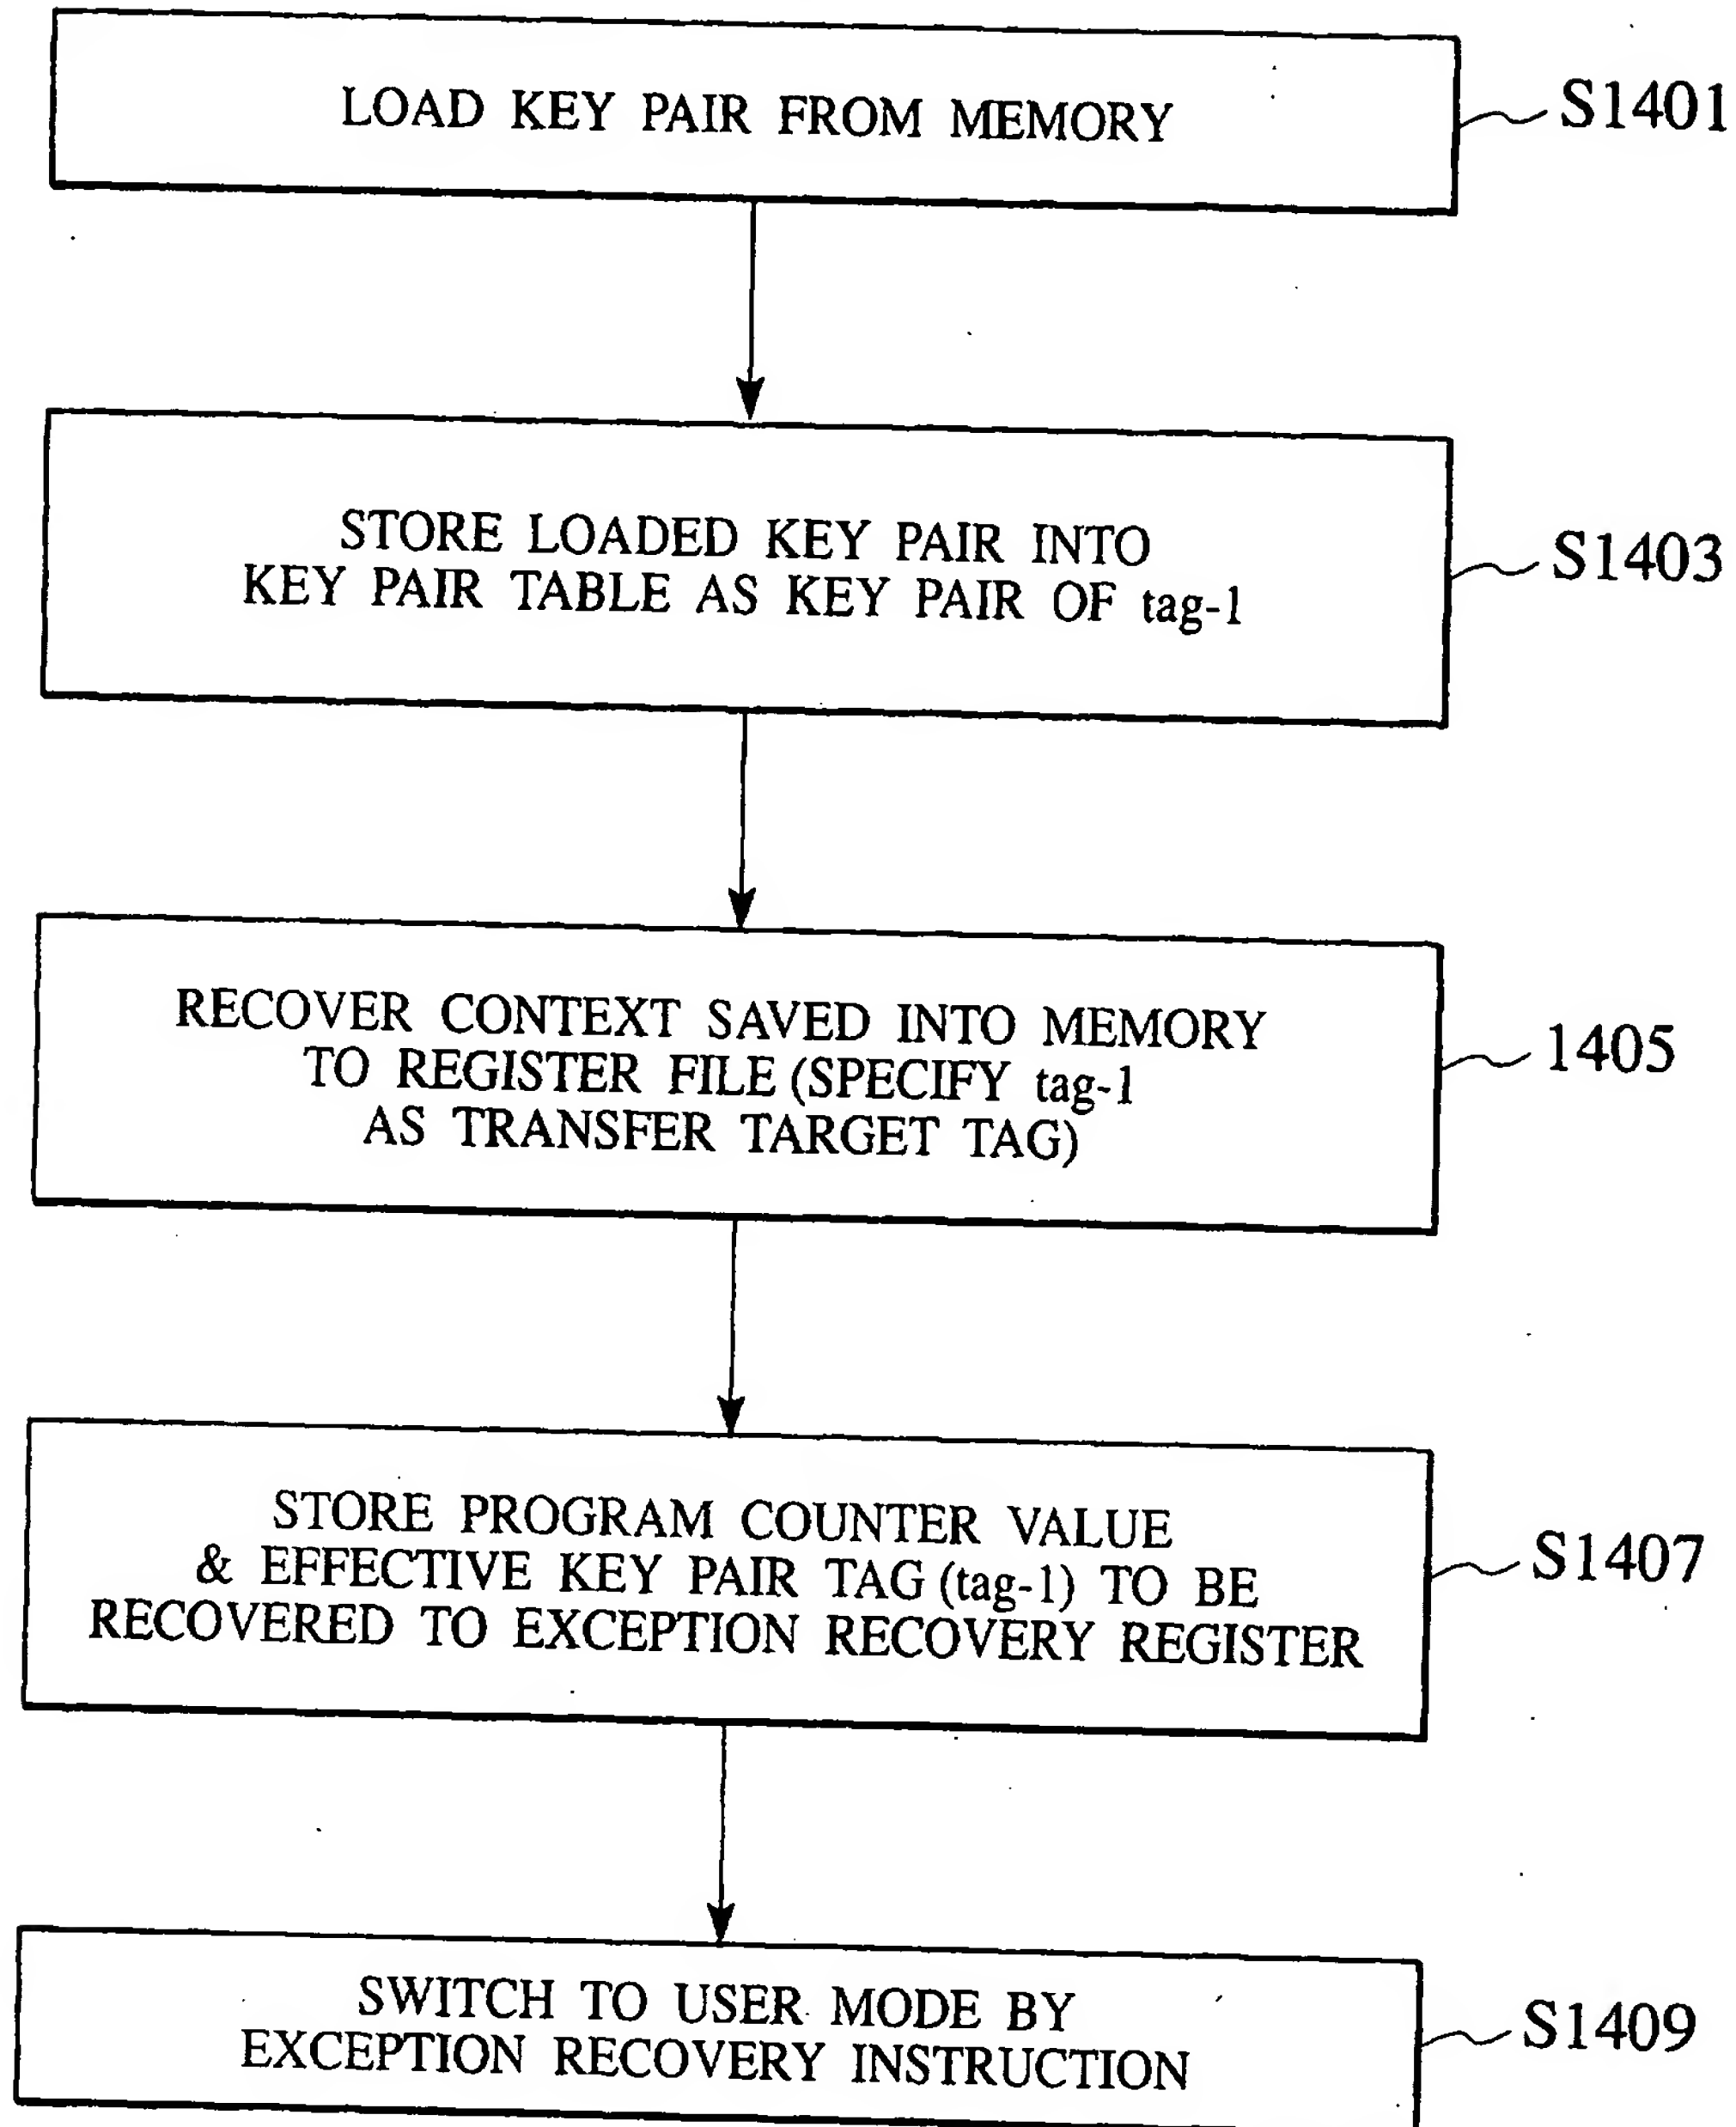 LOAD KEY PAIR FROM MEMORY
S1401
STORE LOADED KEY PAIR INTO
KEY PAIR TABLE AS KEY PAIR OF tag-1
S1403
RECOVER CONTEXT SAVED INTO MEMORY
TO REGISTER FILE (SPECIFY tag-1
AS TRANSFER TARGET TAG)
1405
STORE PROGRAM COUNTER VALUE
& EFFECTIVE KEY PAIR TAG (tag-1) TO BE
RECOVERED TO EXCEPTION RECOVERY REGISTER
S1407
SWITCH TO USER MODE BY
EXCEPTION RECOVERY INSTRUCTION
S1409